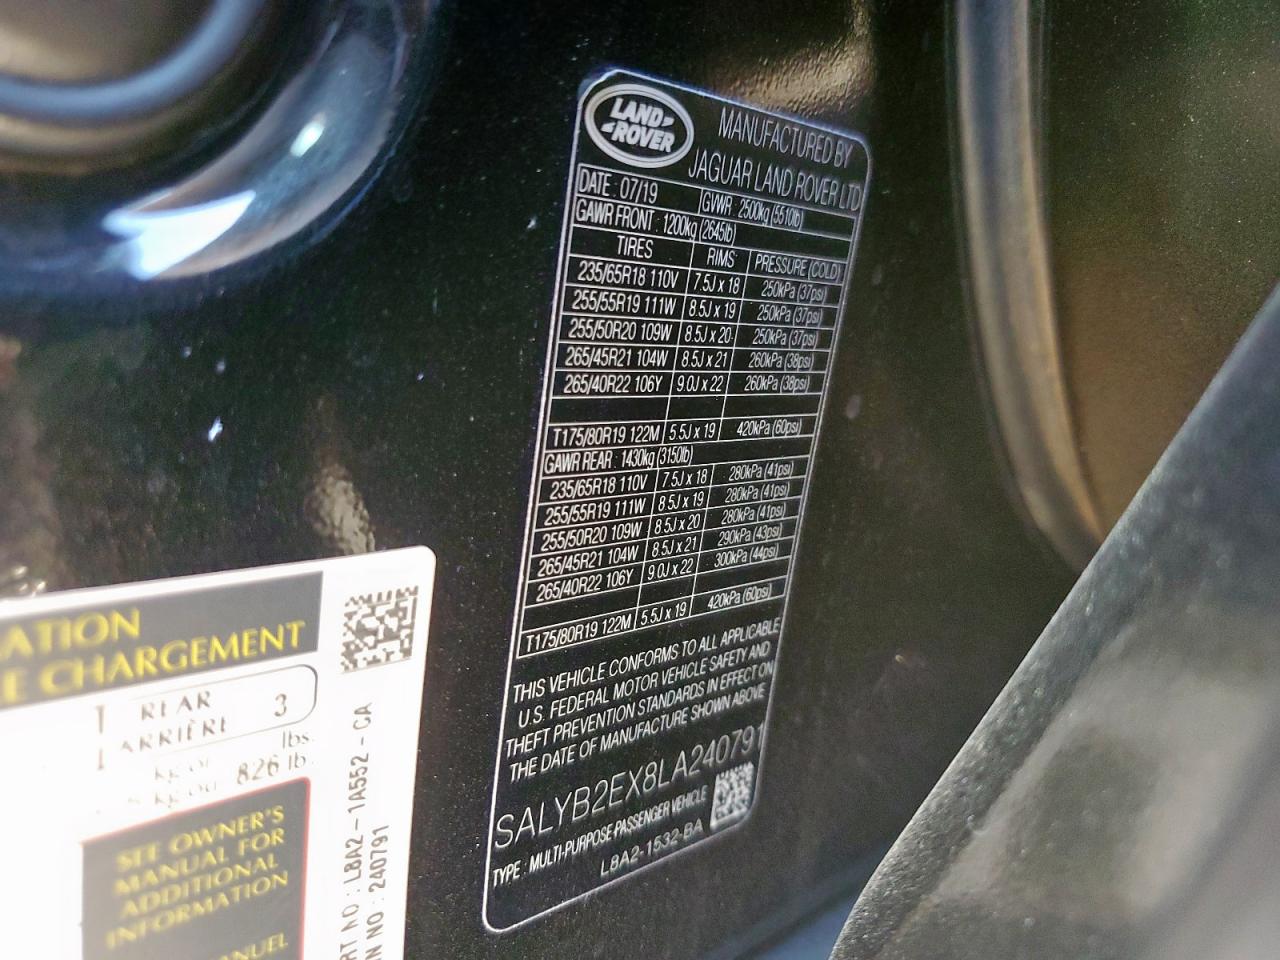 LAND
ROVER
MANUFACTURED BY
JAGUAR LAND ROVER LTD
DATE : 07/19 GVWR : 2500kg (5510lb)
GAWR FRONT : 1200kg (2645lb)
TIRES RIMS PRESSURE (COLD)
235/65R18 110V 7.5J x 18 250kPa (37psi)
255/55R19 111W 8.5J x 19 250kPa (37psi)
255/50R20 109W 8.5J x 20 250kPa (37psi)
265/45R21 104W 8.5J x 21 260kPa (38psi)
265/40R22 106Y 9.0J x 22 260kPa (38psi)
T175/80R19 122M 5.5J x 19 420kPa (60psi)
GAWR REAR : 1430kg (3150lb)
235/65R18 110V 7.5J x 18 280kPa (41psi)
255/55R19 111W 8.5J x 19 280kPa (41psi)
255/50R20 109W 8.5J x 20 280kPa (41psi)
265/45R21 104W 8.5J x 21 290kPa (43psi)
265/40R22 106Y 9.0J x 22 300kPa (44psi)
T175/80R19 122M 5.5J x 19 420kPa (60psi)
THIS VEHICLE CONFORMS TO ALL APPLICABLE
U.S. FEDERAL MOTOR VEHICLE SAFETY AND
THEFT PREVENTION STANDARDS IN EFFECT ON
THE DATE OF MANUFACTURE SHOWN ABOVE
SALYB2EX8LA240791
TYPE : MULTI-PURPOSE PASSENGER VEHICLE
L8A2-1532-BA
ATION
E CHARGEMENT
REAR
ARRIÈRE 3
kg or lbs.
kg ou 826 lb.
SEE OWNER'S
MANUAL FOR
ADDITIONAL
INFORMATION
ANUEL
RT NO : L8A2-1A552-CA
IN NO : 240791